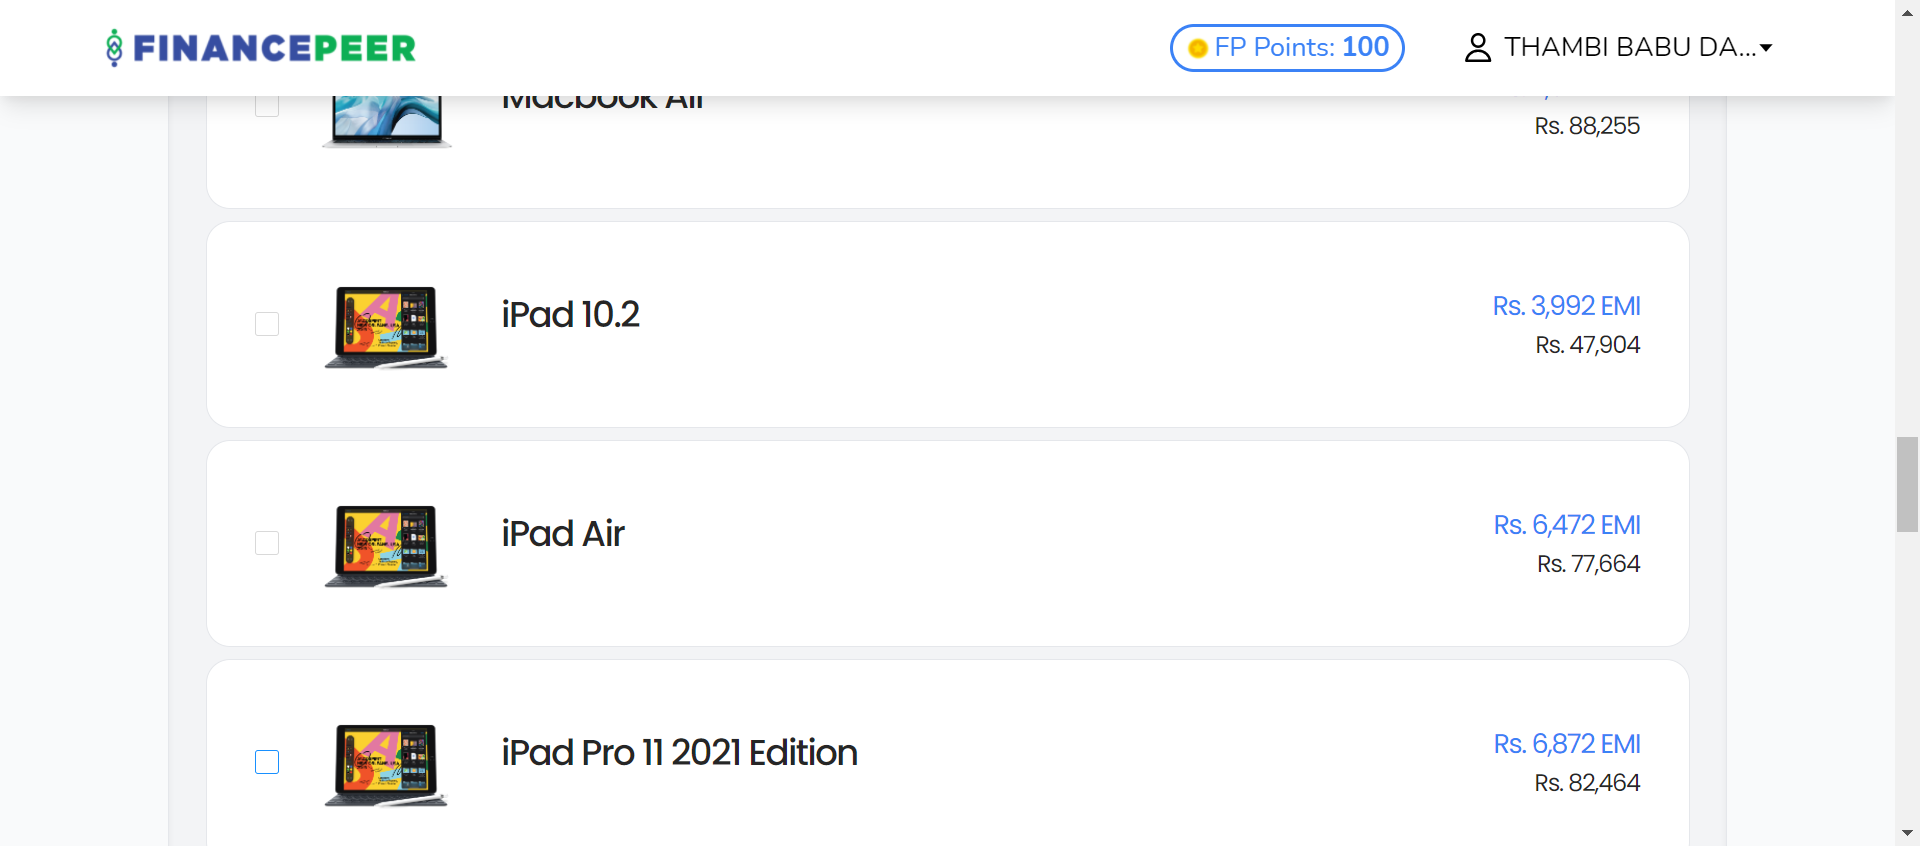 FINANCEPEER
FP Points: 100
THAMBI BABU DA...
Macbook Air
Rs. 88,255
iPad 10.2
Rs. 3,992 EMI
Rs. 47,904
iPad Air
Rs. 6,472 EMI
Rs. 77,664
iPad Pro 11 2021 Edition
Rs. 6,872 EMI
Rs. 82,464